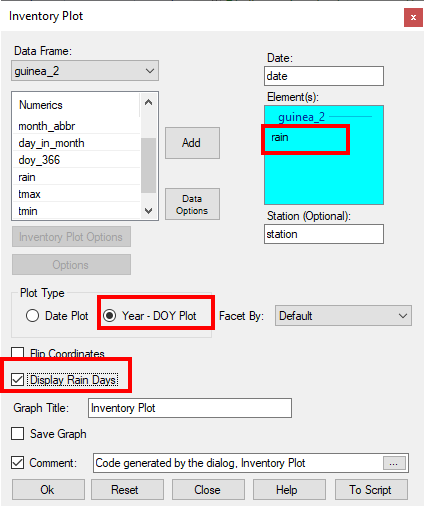 Inventory Plot
x
Data Frame:
guinea_2
Date:
date
Numerics
month_abbr
day_in_month
doy_366
rain
tmax
tmin
Add
Data
Options
Element(s):
guinea_2
rain
Station (Optional):
station
Inventory Plot Options
Options
Plot Type
Date Plot
Year - DOY Plot
Facet By:
Default
Flip Coordinates
Display Rain Days
Graph Title:
Inventory Plot
Save Graph
Comment:
Code generated by the dialog, Inventory Plot
...
Ok
Reset
Close
Help
To Script